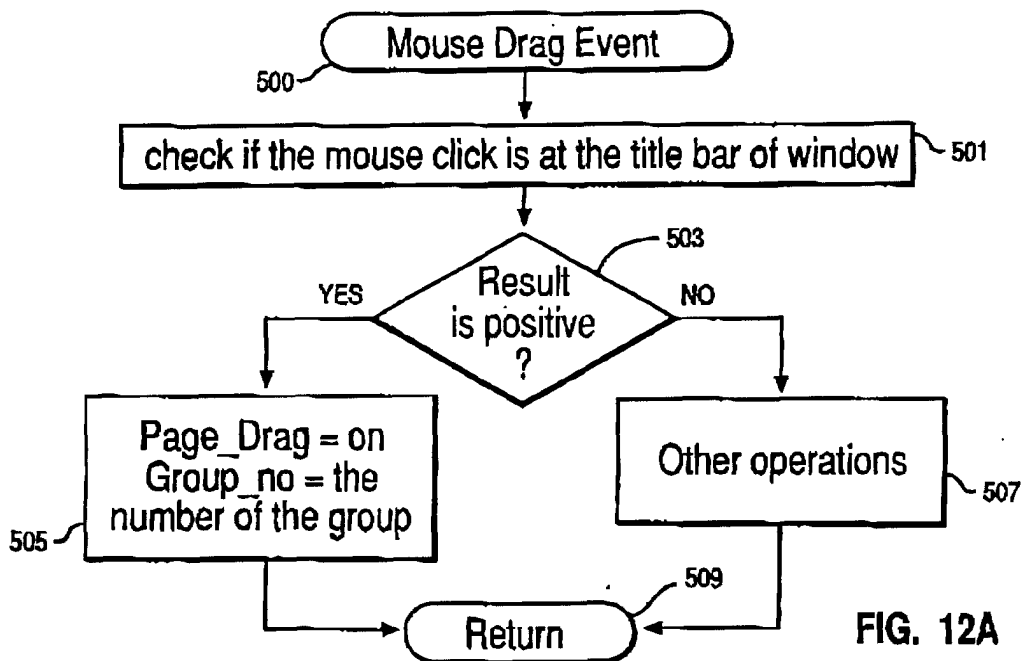 Mouse Drag Event
500
check if the mouse click is at the title bar of window
501
503
YES
Result
is positive
?
NO
Page_Drag = on
Group_no = the
number of the group
505
Other operations
507
509
Return
FIG. 12A